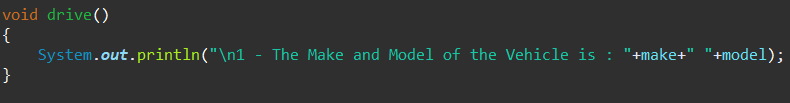 void drive()
{
    System.out.println("\n1 - The Make and Model of the Vehicle is : "+make+" "+model);
}